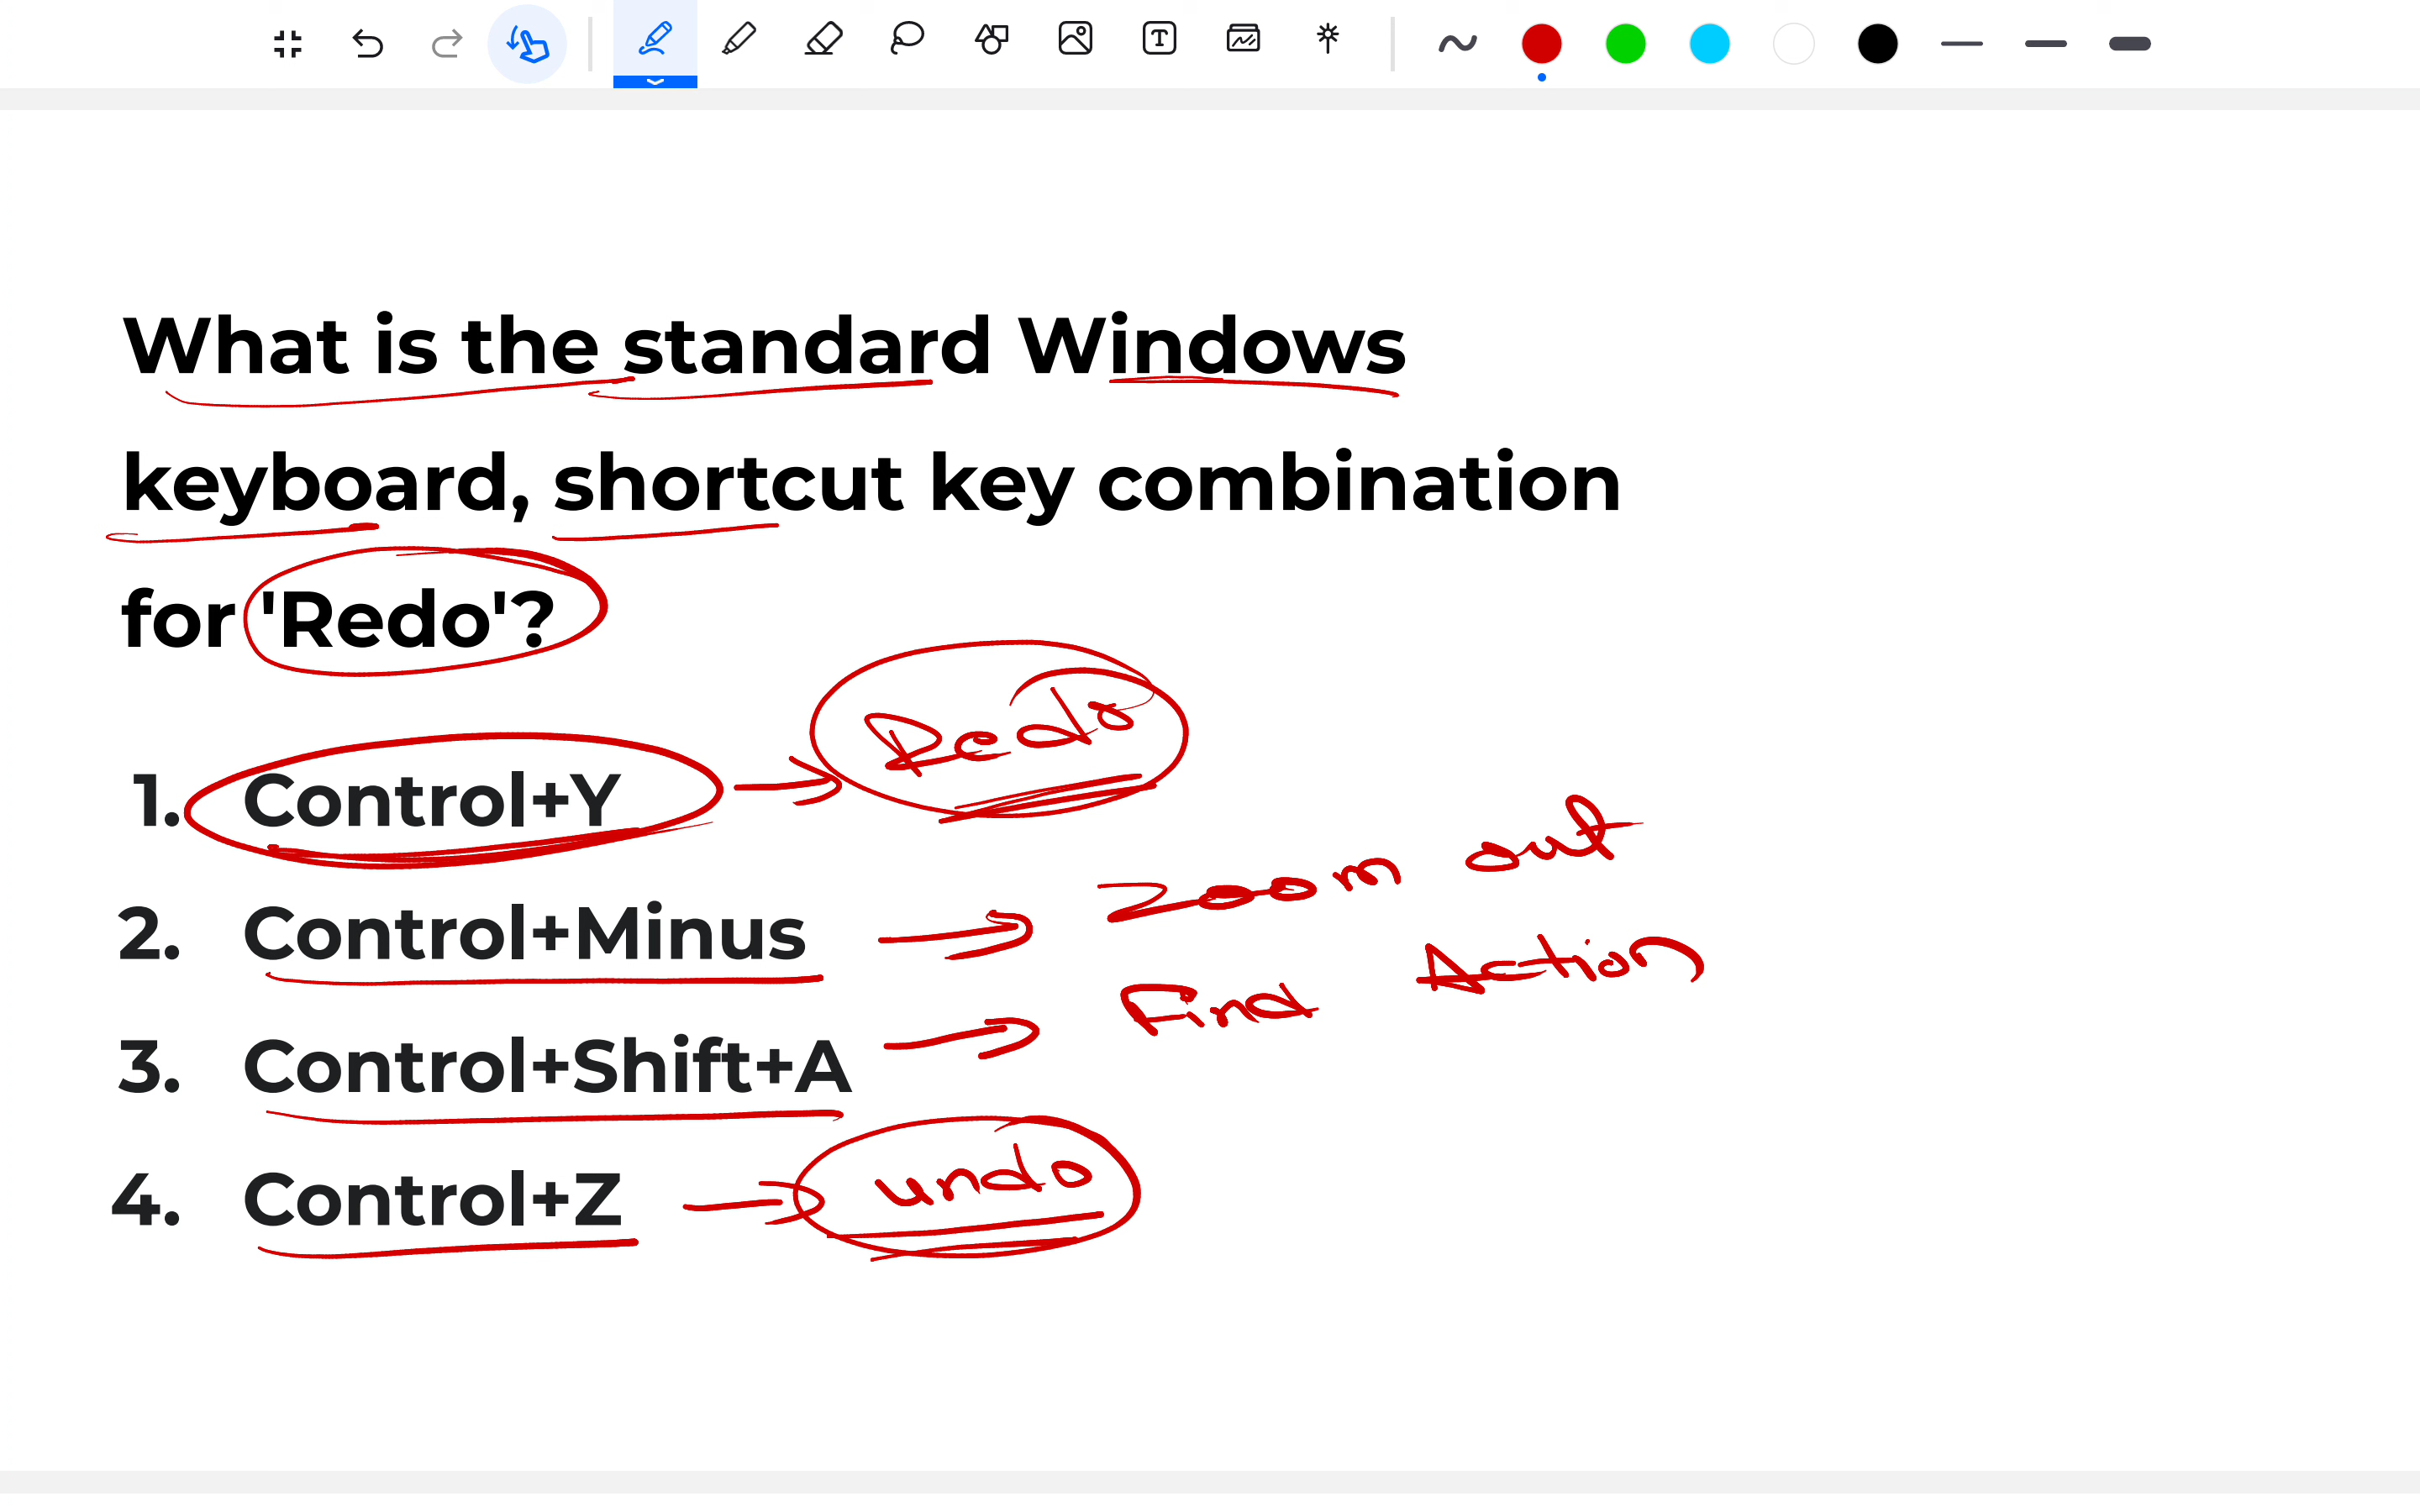 What is the standard Windows
keyboard, shortcut key combination
for 'Redo'?
1. Control+Y → Redo
2. Control+Minus → Zoom out
3. Control+Shift+A → Find Action
4. Control+Z → undo